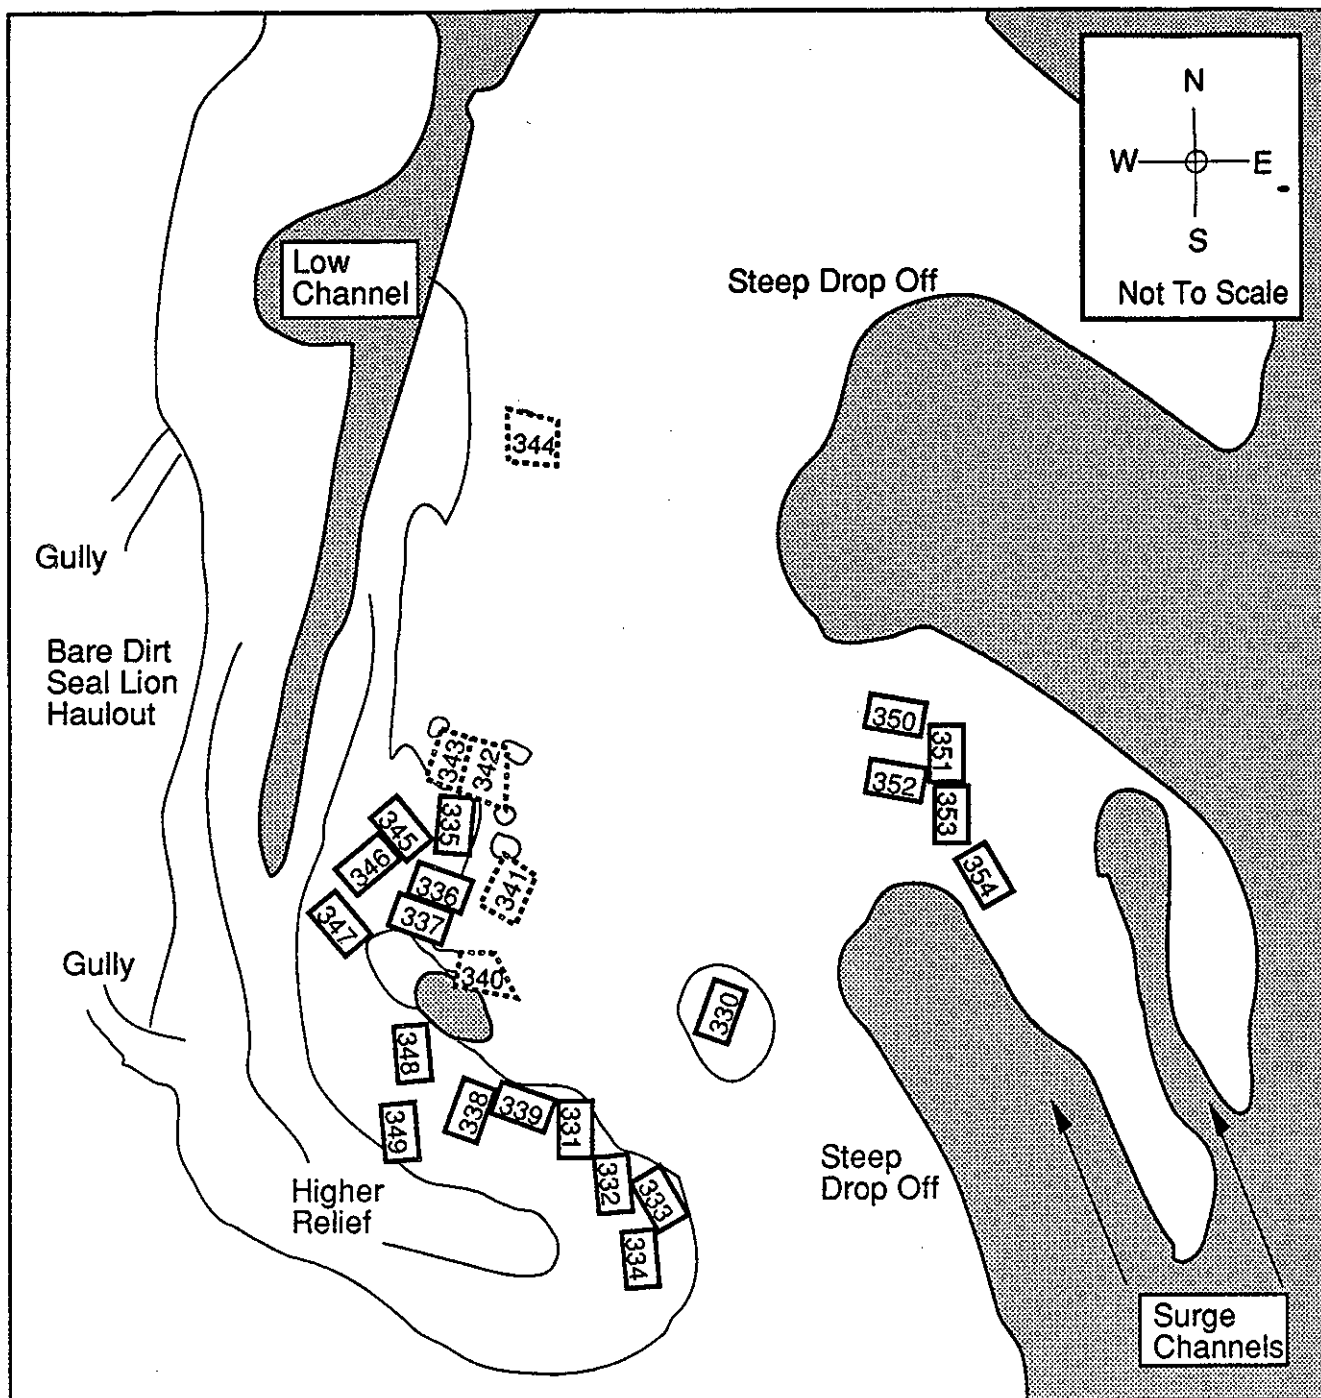 N
W
E
S
Not To Scale
Low
Channel
Steep Drop Off
344
Gully
Bare Dirt
Seal Lion
Haulout
350
351
352
353
354
343
342
335
345
346
336
341
337
347
340
Gully
330
348
338
339
331
349
332
333
334
Higher
Relief
Steep
Drop Off
Surge
Channels